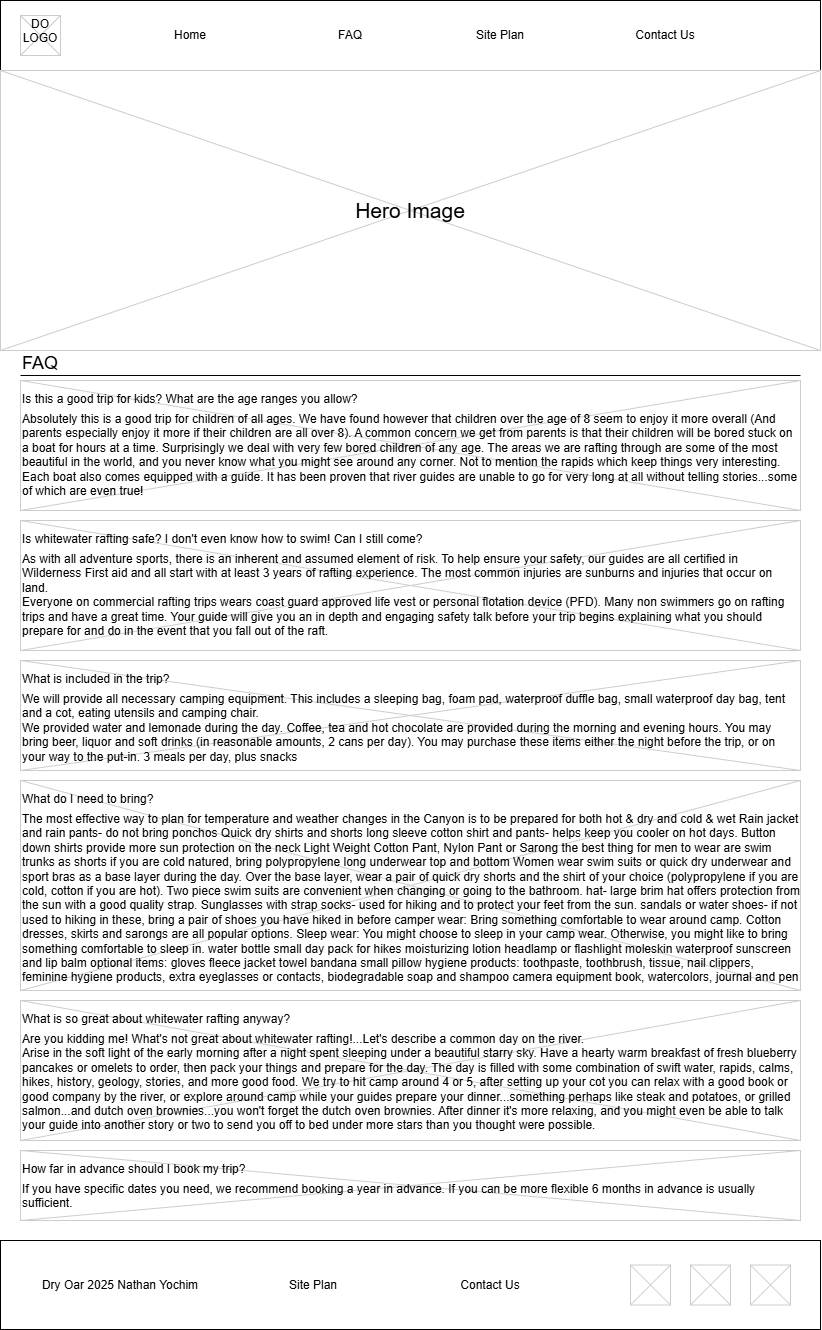 DO
LOGO
Home
FAQ
Site Plan
Contact Us
Hero Image
FAQ
Is this a good trip for kids? What are the age ranges you allow?
Absolutely this is a good trip for children of all ages. We have found however that children over the age of 8 seem to enjoy it more overall (And
parents especially enjoy it more if their children are all over 8). A common concern we get from parents is that their children will be bored stuck on
a boat for hours at a time. Surprisingly we deal with very few bored children of any age. The areas we are rafting through are some of the most
beautiful in the world, and you never know what you might see around any corner. Not to mention the rapids which keep things very interesting.
Each boat also comes equipped with a guide. It has been proven that river guides are unable to go for very long at all without telling stories...some
of which are even true!
Is whitewater rafting safe? I don't even know how to swim! Can I still come?
As with all adventure sports, there is an inherent and assumed element of risk. To help ensure your safety, our guides are all certified in
Wilderness First aid and all start with at least 3 years of rafting experience. The most common injuries are sunburns and injuries that occur on
land.
Everyone on commercial rafting trips wears coast guard approved life vest or personal flotation device (PFD). Many non swimmers go on rafting
trips and have a great time. Your guide will give you an in depth and engaging safety talk before your trip begins explaining what you should
prepare for and do in the event that you fall out of the raft.
What is included in the trip?
We will provide all necessary camping equipment. This includes a sleeping bag, foam pad, waterproof duffle bag, small waterproof day bag, tent
and a cot, eating utensils and camping chair.
We provided water and lemonade during the day. Coffee, tea and hot chocolate are provided during the morning and evening hours. You may
bring beer, liquor and soft drinks (in reasonable amounts, 2 cans per day). You may purchase these items either the night before the trip, or on
your way to the put-in. 3 meals per day, plus snacks
What do I need to bring?
The most effective way to plan for temperature and weather changes in the Canyon is to be prepared for both hot & dry and cold & wet Rain jacket
and rain pants- do not bring ponchos Quick dry shirts and shorts long sleeve cotton shirt and pants- helps keep you cooler on hot days. Button
down shirts provide more sun protection on the neck Light Weight Cotton Pant, Nylon Pant or Sarong the best thing for men to wear are swim
trunks as shorts if you are cold natured, bring polypropylene long underwear top and bottom Women wear swim suits or quick dry underwear and
sport bras as a base layer during the day. Over the base layer, wear a pair of quick dry shorts and the shirt of your choice (polypropylene if you are
cold, cotton if you are hot). Two piece swim suits are convenient when changing or going to the bathroom. hat- large brim hat offers protection from
the sun with a good quality strap. Sunglasses with strap socks- used for hiking and to protect your feet from the sun. sandals or water shoes- if not
used to hiking in these, bring a pair of shoes you have hiked in before camper wear: Bring something comfortable to wear around camp. Cotton
dresses, skirts and sarongs are all popular options. Sleep wear: You might choose to sleep in your camp wear. Otherwise, you might like to bring
something comfortable to sleep in. water bottle small day pack for hikes moisturizing lotion headlamp or flashlight moleskin waterproof sunscreen
and lip balm optional items: gloves fleece jacket towel bandana small pillow hygiene products: toothpaste, toothbrush, tissue, nail clippers,
feminine hygiene products, extra eyeglasses or contacts, biodegradable soap and shampoo camera equipment book, watercolors, journal and pen
What is so great about whitewater rafting anyway?
Are you kidding me! What's not great about whitewater rafting!...Let's describe a common day on the river.
Arise in the soft light of the early morning after a night spent sleeping under a beautiful starry sky. Have a hearty warm breakfast of fresh blueberry
pancakes or omelets to order, then pack your things and prepare for the day. The day is filled with some combination of swift water, rapids, calms,
hikes, history, geology, stories, and more good food. We try to hit camp around 4 or 5, after setting up your cot you can relax with a good book or
good company by the river, or explore around camp while your guides prepare your dinner...something perhaps like steak and potatoes, or grilled
salmon...and dutch oven brownies...you won't forget the dutch oven brownies. After dinner it's more relaxing, and you might even be able to talk
your guide into another story or two to send you off to bed under more stars than you thought were possible.
How far in advance should I book my trip?
If you have specific dates you need, we recommend booking a year in advance. If you can be more flexible 6 months in advance is usually
sufficient.
Dry Oar 2025 Nathan Yochim
Site Plan
Contact Us